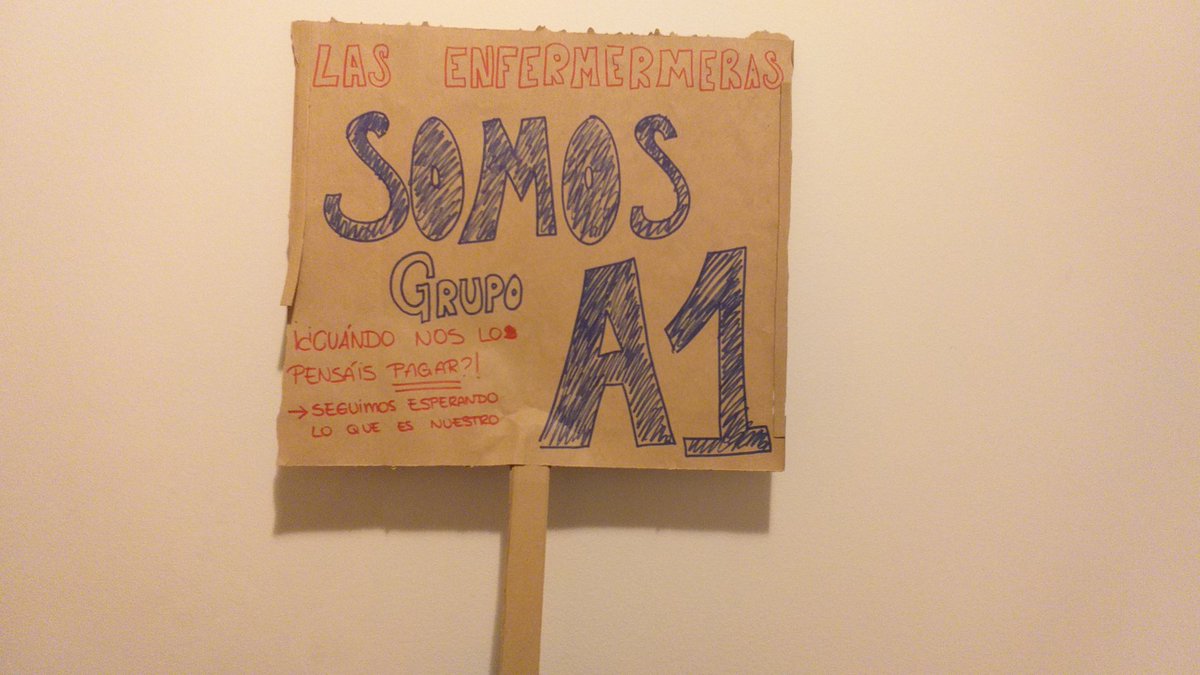 LAS ENFERMERMERAS
SOMOS
GRUPO
A1
¡¿CUÁNDO NOS LO
PENSÁIS PAGAR?!
→ SEGUIMOS ESPERANDO
LO QUE ES NUESTRO